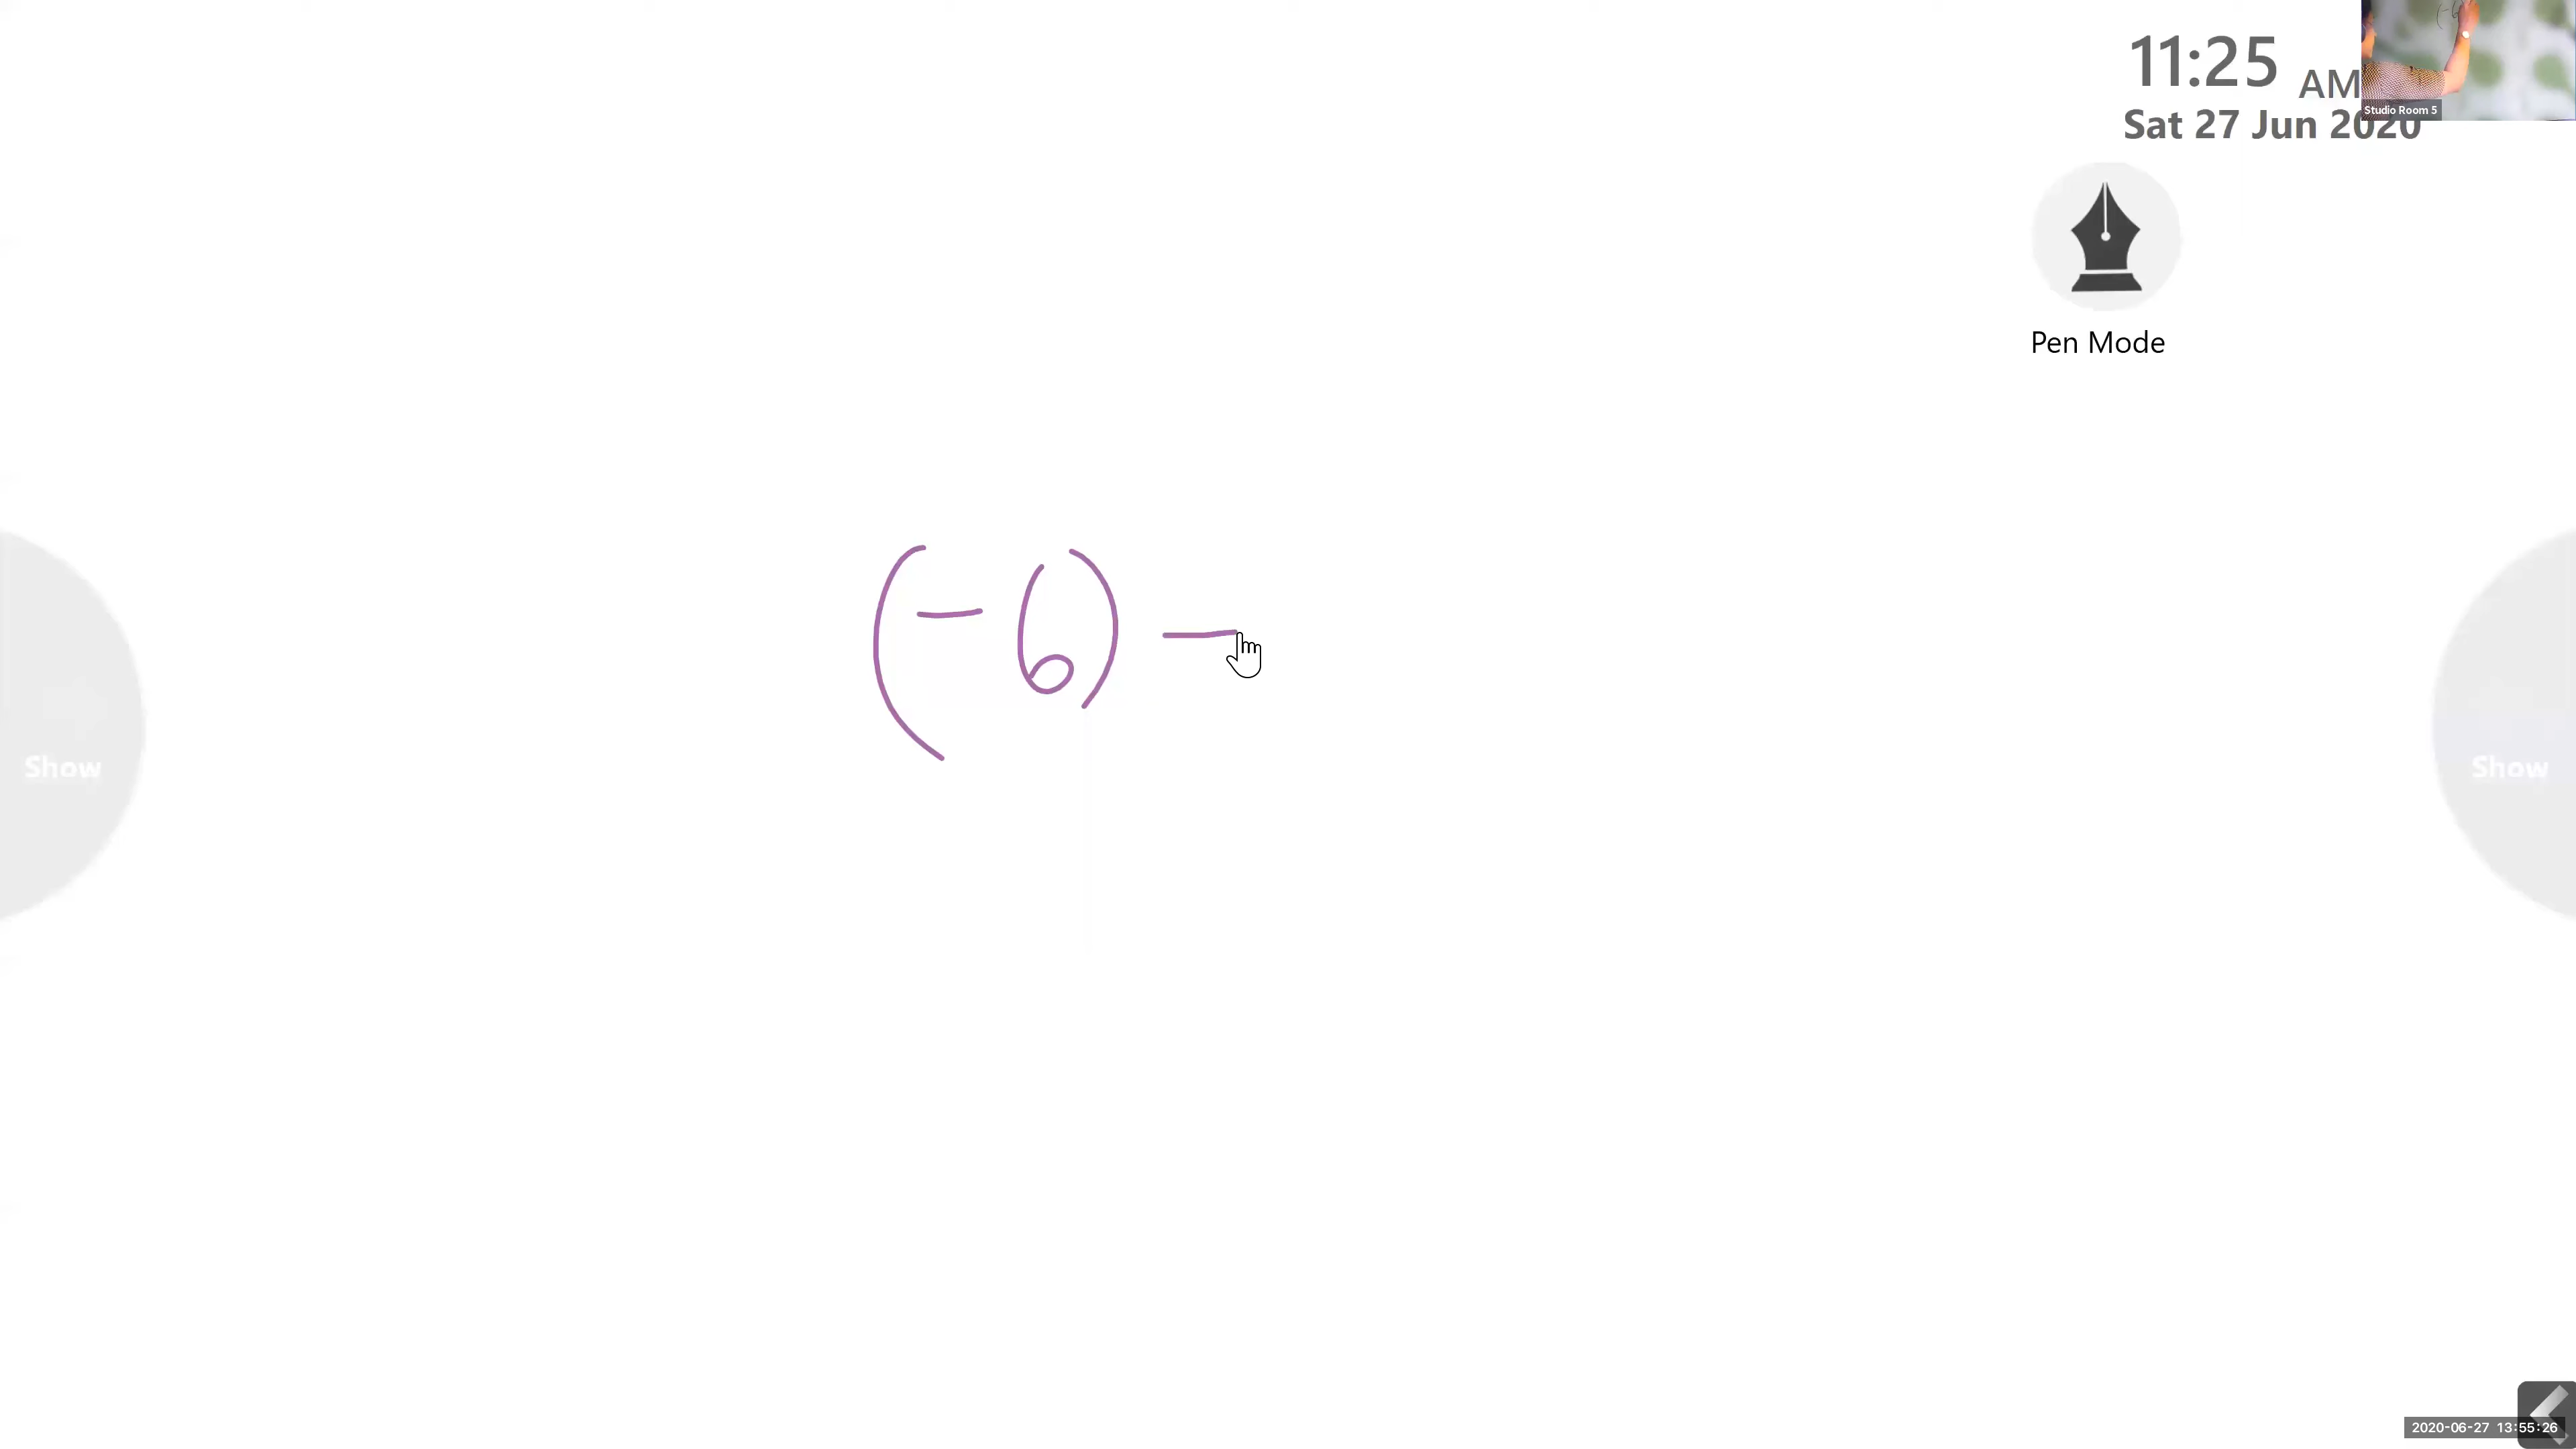 11:25 AM
Sat 27 Jun 2020
Studio Room 5
Pen Mode
(-6) -
Show
Show
2020-06-27 13:55:26